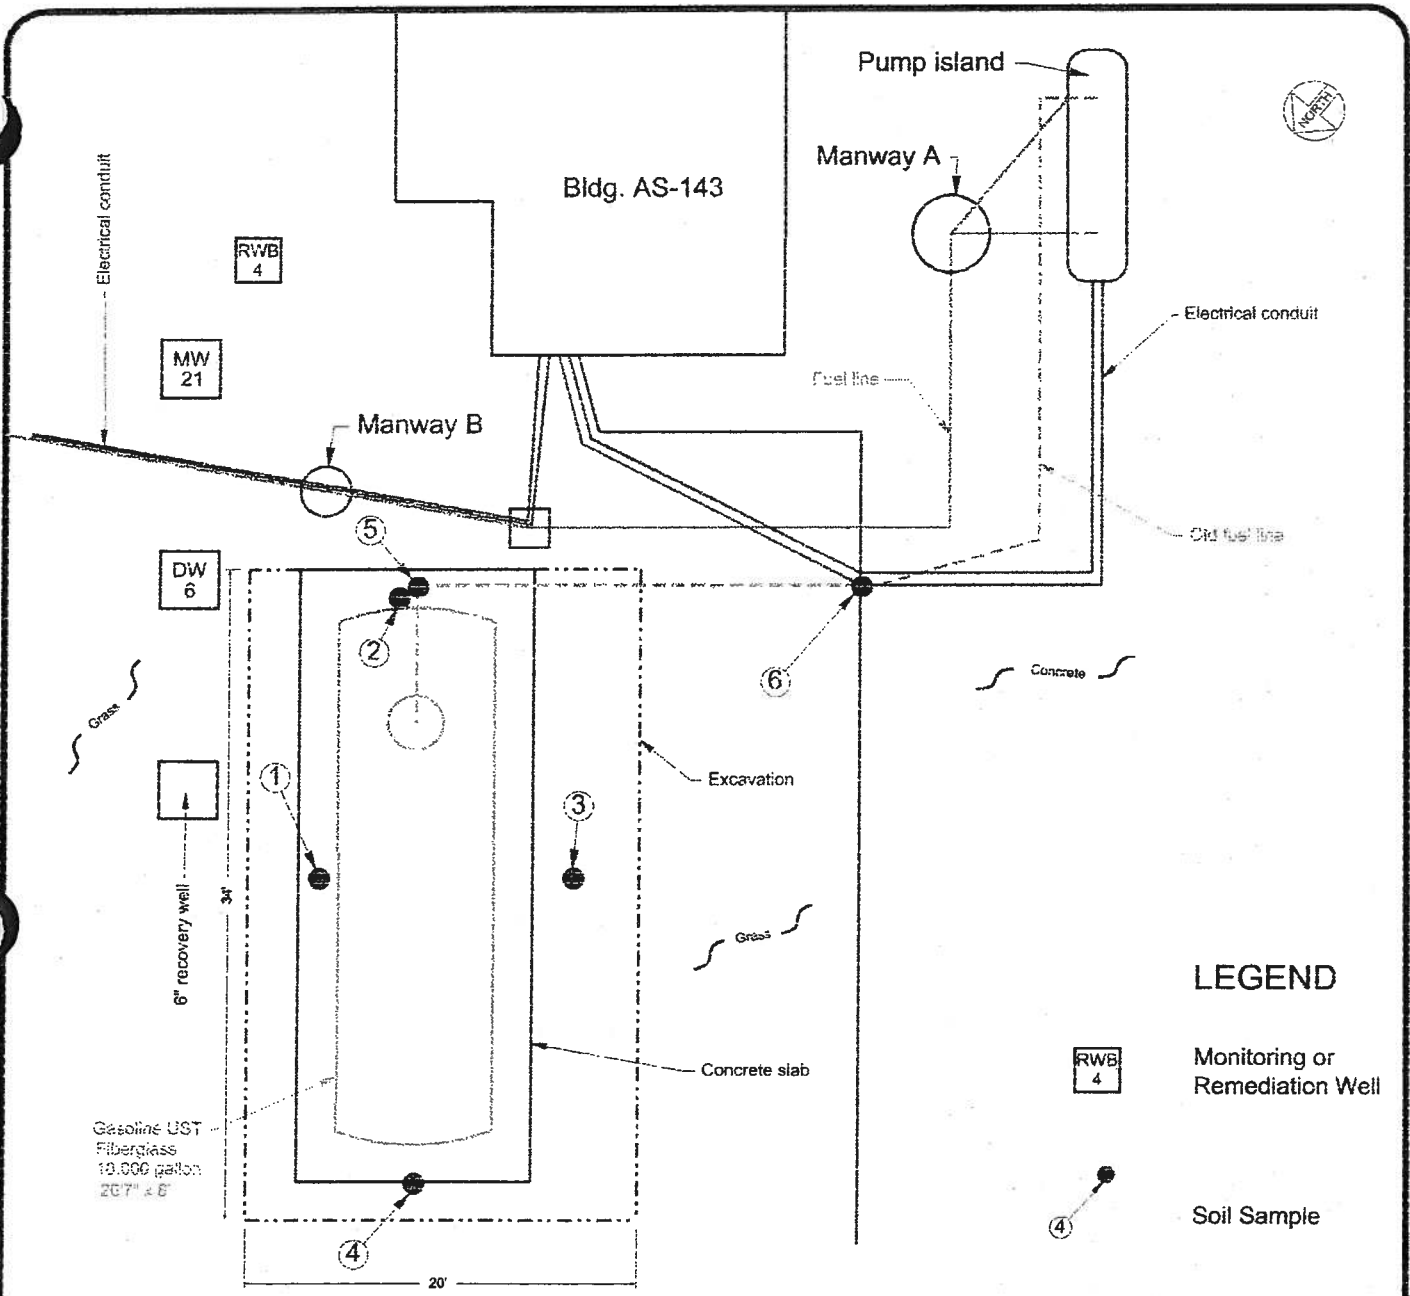 Pump island
NORTH
Manway A
Bldg. AS-143
Electrical conduit
RWB
4
Electrical conduit
MW
21
Fuel line
Manway B
5
Old fuel line
DW
6
2
6
Concrete
Grass
1
Excavation
3
34'
6" recovery well
Grass
LEGEND
Concrete slab
RWB
4
Monitoring or
Remediation Well
Gasoline UST
Fiberglass
10,000 gallon
4
Soil Sample
4
20'